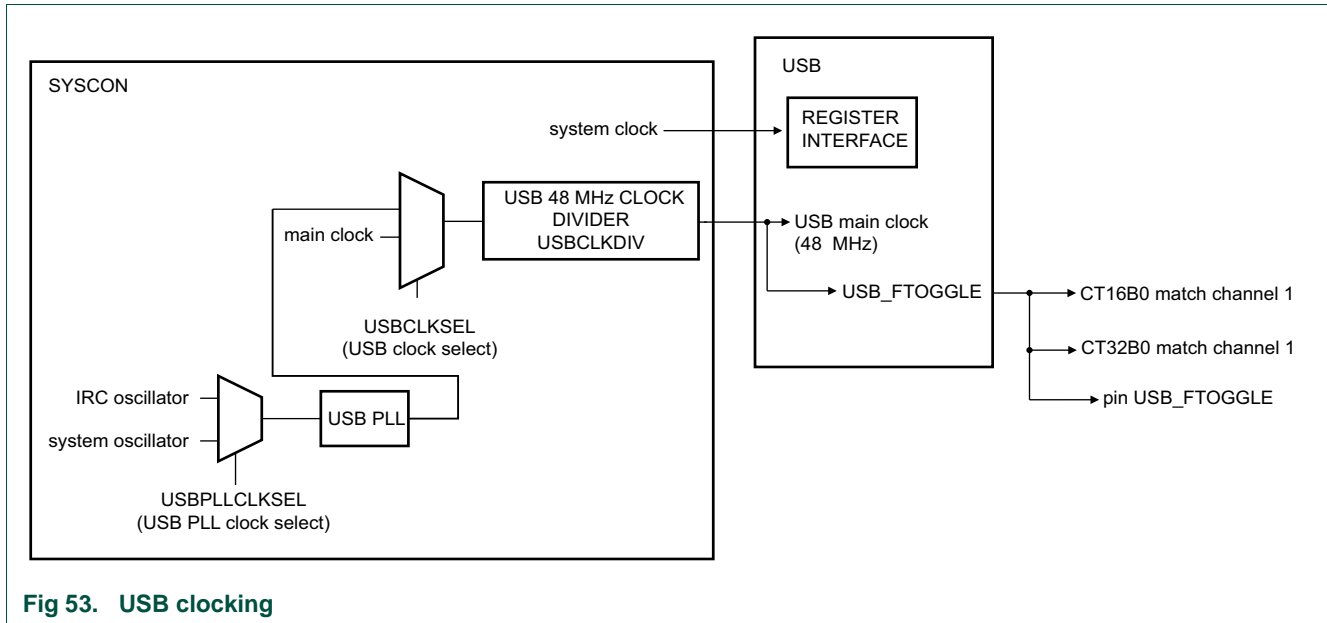 SYSCON
USB
REGISTER
INTERFACE
system clock
USB 48 MHz CLOCK
DIVIDER
USBCLKDIV
main clock
USB main clock
(48 MHz)
USB_FTOGGLE
CT16B0 match channel 1
USBCLKSEL
(USB clock select)
CT32B0 match channel 1
IRC oscillator
USB PLL
pin USB_FTOGGLE
system oscillator
USBPLLCLKSEL
(USB PLL clock select)
Fig 53. USB clocking